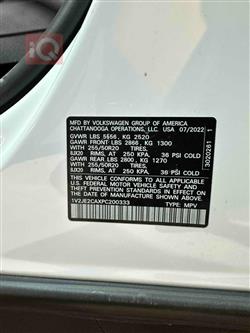 iQ
MFD BY VOLKSWAGEN GROUP OF AMERICA
CHATTANOOGA OPERATIONS, LLC. USA 07/2022
GVWR LBS 5556, KG 2520
GAWR FRONT LBS 2866, KG 1300
WITH 255/50R20 TIRES,
8JX20 RIMS, AT 250 KPA, 36 PSI COLD
GAWR REAR LBS 2800, KG 1270
WITH 255/50R20 TIRES,
8JX20 RIMS, AT 250 KPA, 36 PSI COLD
THIS VEHICLE CONFORMS TO ALL APPLICABLE
FEDERAL MOTOR VEHICLE SAFETY STANDARDS
IN EFFECT ON THE
DATE OF MANUFACTURE SHOWN ABOVE.
1V2JE2CAXPC200333 TYPE: MPV
3020261 1